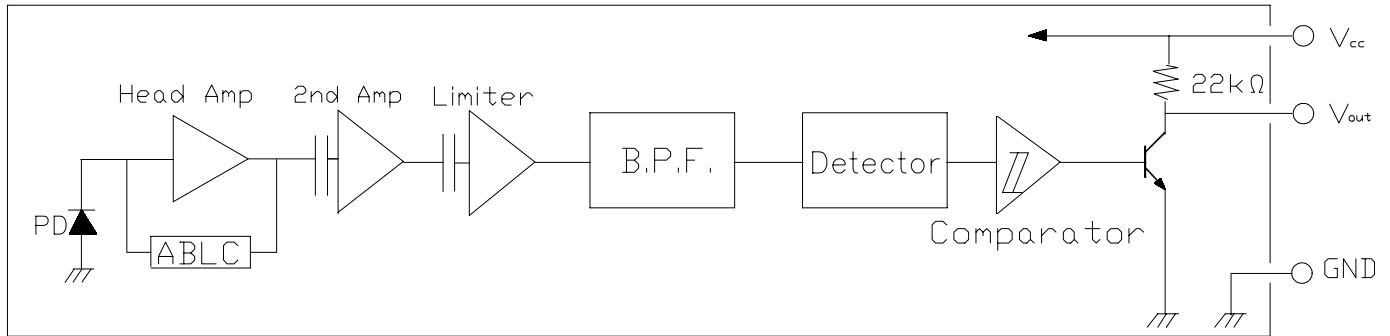 Vcc
22kΩ
Head Amp
2nd Amp
Limiter
Vout
B.P.F.
Detector
PD
Comparator
ABLC
GND